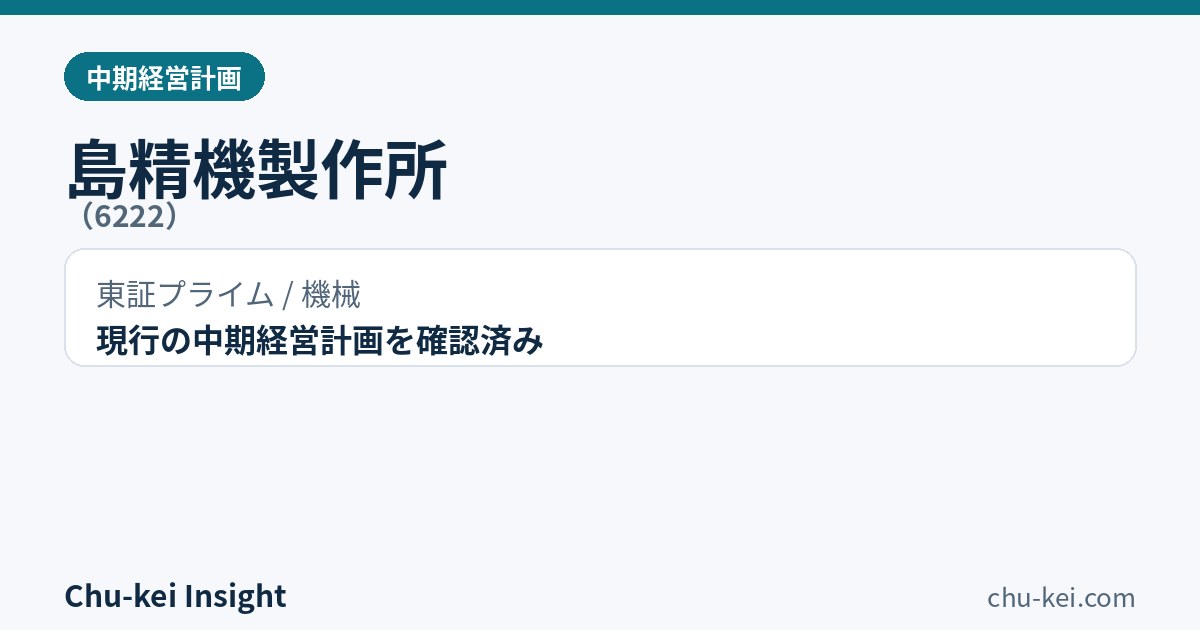 中期経営計画
島精機製作所
（6222）
東証プライム / 機械
現行の中期経営計画を確認済み
Chu-kei Insight
chu-kei.com